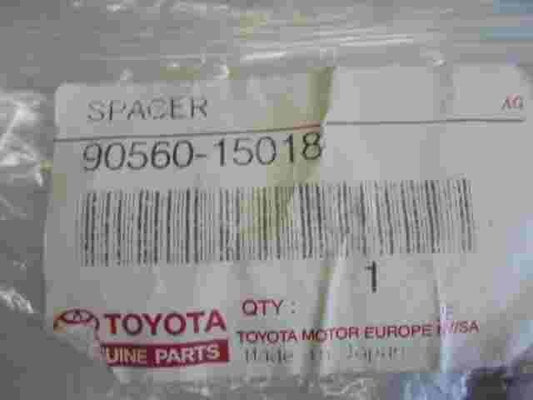 SPACER
AG
90560-15018
1
QTY :
TOYOTA
TOYOTA MOTOR EUROPE NV/SA
UINE PARTS
Made in Japan